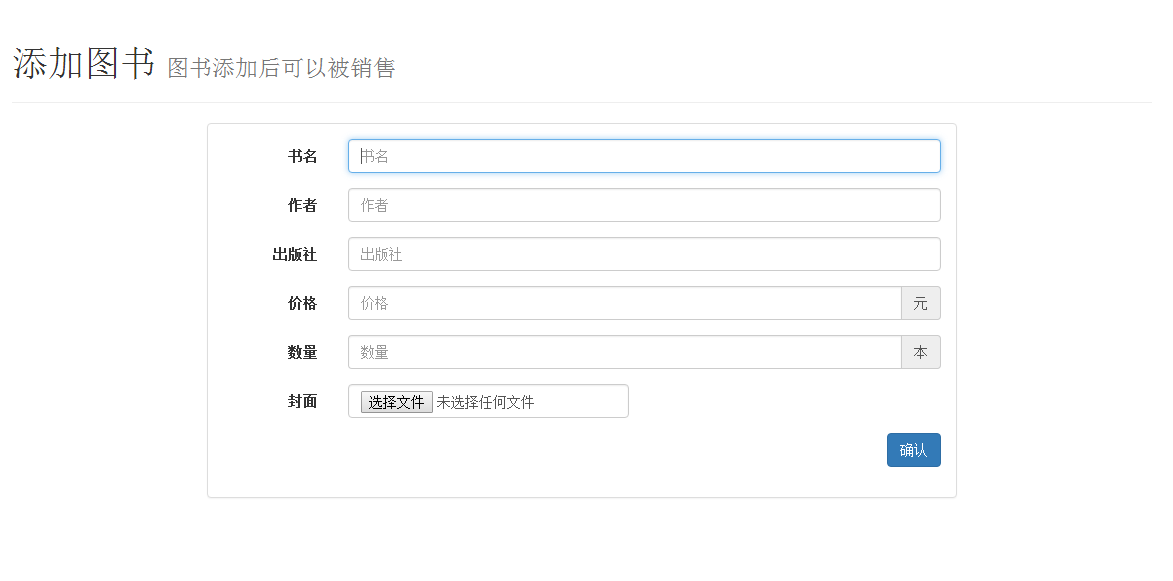 添加图书 图书添加后可以被销售
书名 书名
作者 作者
出版社 出版社
价格 价格 元
数量 数量 本
封面 选择文件 未选择任何文件
确认